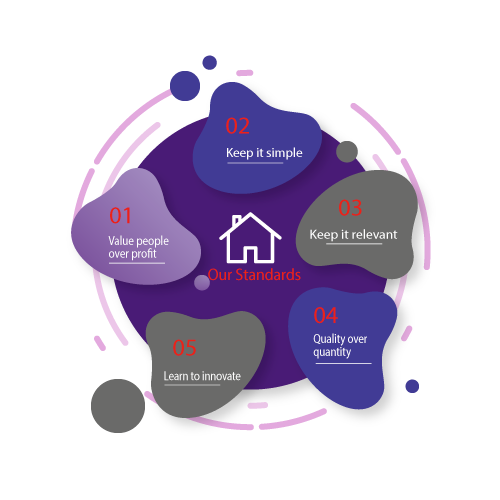 01
Value people
over profit
02
Keep it simple
03
Keep it relevant
04
Quality over
quantity
05
Learn to innovate
Our Standards